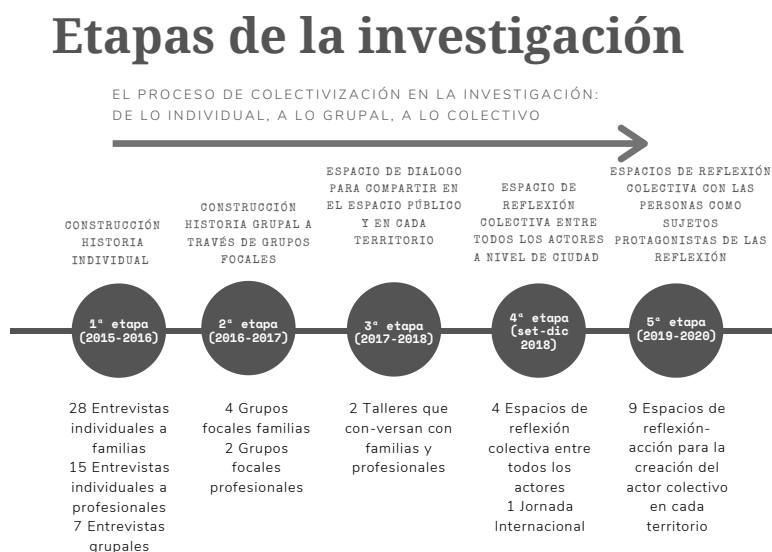 Etapas de la investigación
EL PROCESO DE COLECTIVIZACIÓN EN LA INVESTIGACIÓN:
DE LO INDIVIDUAL, A LO GRUPAL, A LO COLECTIVO
CONSTRUCCIÓN
HISTORIA
INDIVIDUAL
CONSTRUCCIÓN
HISTORIA GRUPAL A
TRAVÉS DE GRUPOS
FOCALES
ESPACIO DE DIALOGO
PARA COMPARTIR EN
EL ESPACIO PÚBLICO
Y EN CADA
TERRITORIO
ESPACIO DE
REFLEXIÓN
COLECTIVA ENTRE
TODOS LOS ACTORES
A NIVEL DE CIUDAD
ESPACIOS DE REFLEXIÓN
COLECTIVA CON LAS
PERSONAS COMO
SUJETOS
PROTAGONISTAS DE LAS
REFLEXIÓN
1ª etapa
(2015-2016)
2ª etapa
(2016-2017)
3ª etapa
(2017-2018)
4ª etapa
(set-dic
2018)
5ª etapa
(2019-2020)
28 Entrevistas
individuales a
familias
15 Entrevistas
individuales a
profesionales
7 Entrevistas
grupales
4 Grupos
focales familias
2 Grupos
focales
profesionales
2 Talleres que
con-versan con
familias y
profesionales
4 Espacios de
reflexión
colectiva entre
todos los
actores
1 Jornada
Internacional
9 Espacios de
reflexión-
acción para la
creación del
actor colectivo
en cada
territorio